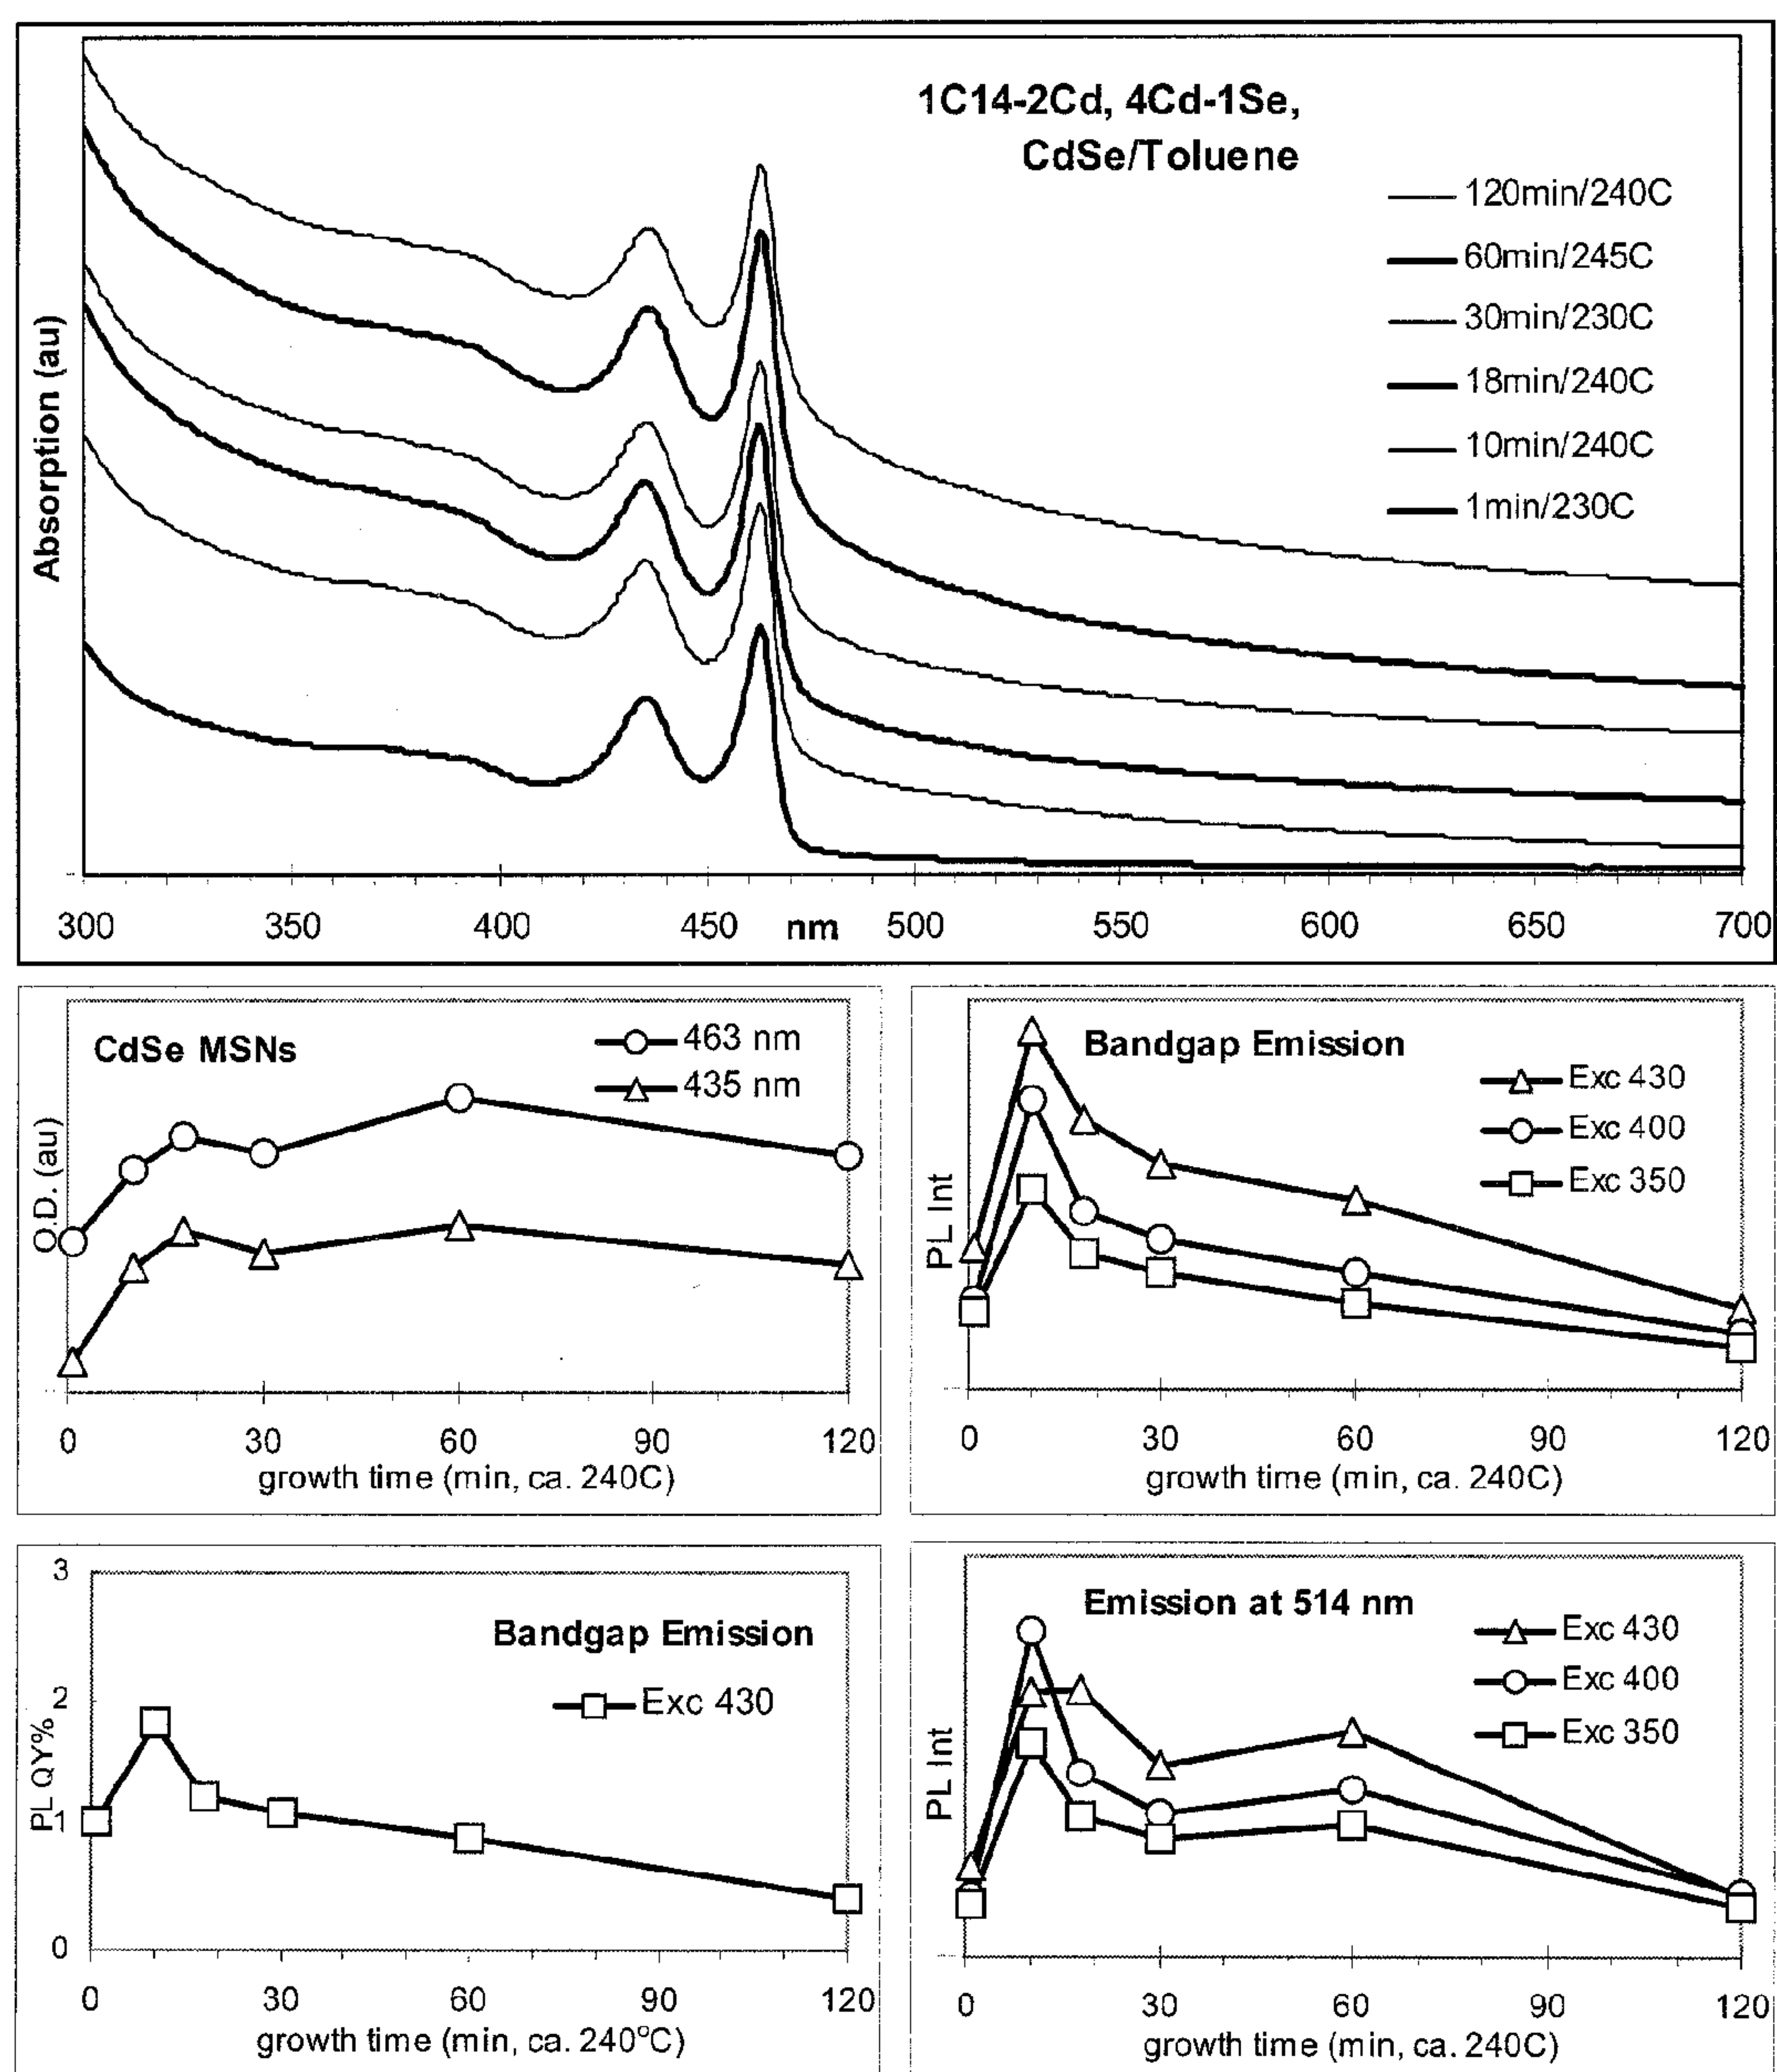 1C14-2Cd, 4Cd-1Se,
CdSe/Toluene
120min/240C
60min/245C
30min/230C
18min/240C
10min/240C
1min/230C
Absorption (au)
300 350 400 450 nm 500 550 600 650 700
CdSe MSNs
463 nm
435 nm
O.D. (au)
0 30 60 90 120
growth time (min, ca. 240C)
Bandgap Emission
Exc 430
Exc 400
Exc 350
PL Int
0 30 60 90 120
growth time (min, ca. 240C)
3
2
1
0
PL QY%
Bandgap Emission
Exc 430
0 30 60 90 120
growth time (min, ca. 240°C)
Emission at 514 nm
Exc 430
Exc 400
Exc 350
PL Int
0 30 60 90 120
growth time (min, ca. 240C)